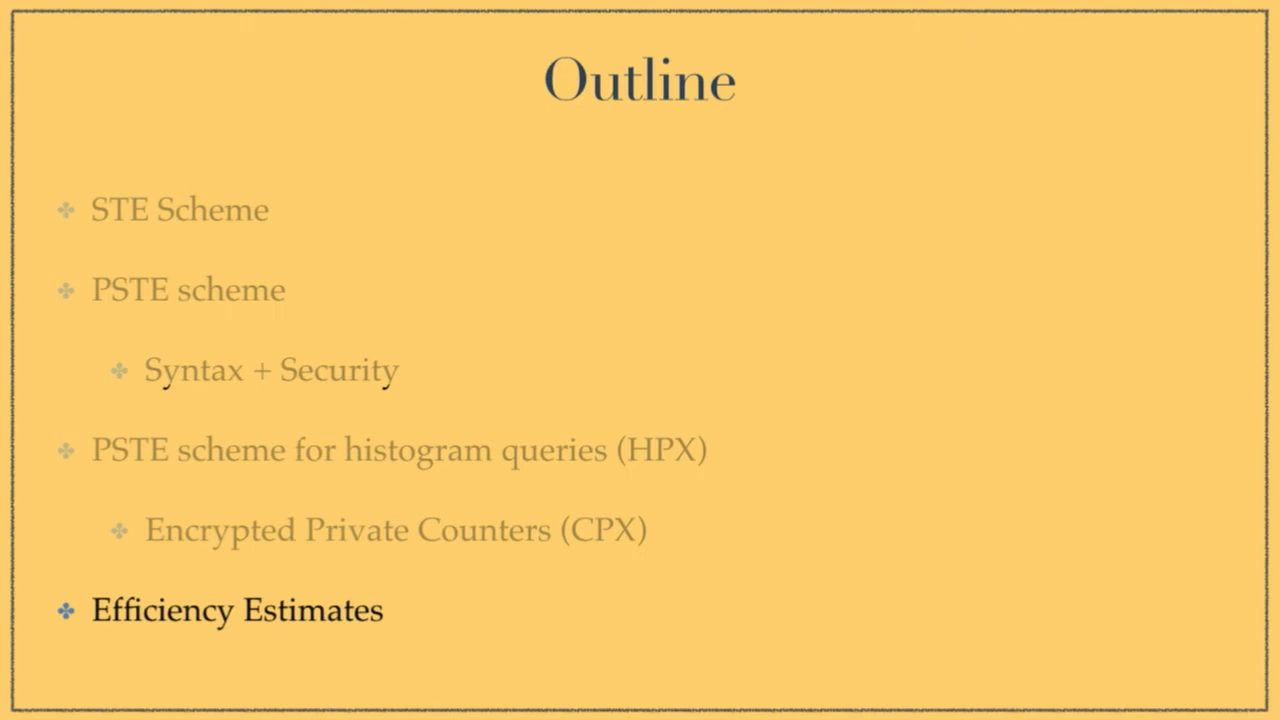 Outline
STE Scheme
PSTE scheme
Syntax + Security
PSTE scheme for histogram queries (HPX)
Encrypted Private Counters (CPX)
Efficiency Estimates